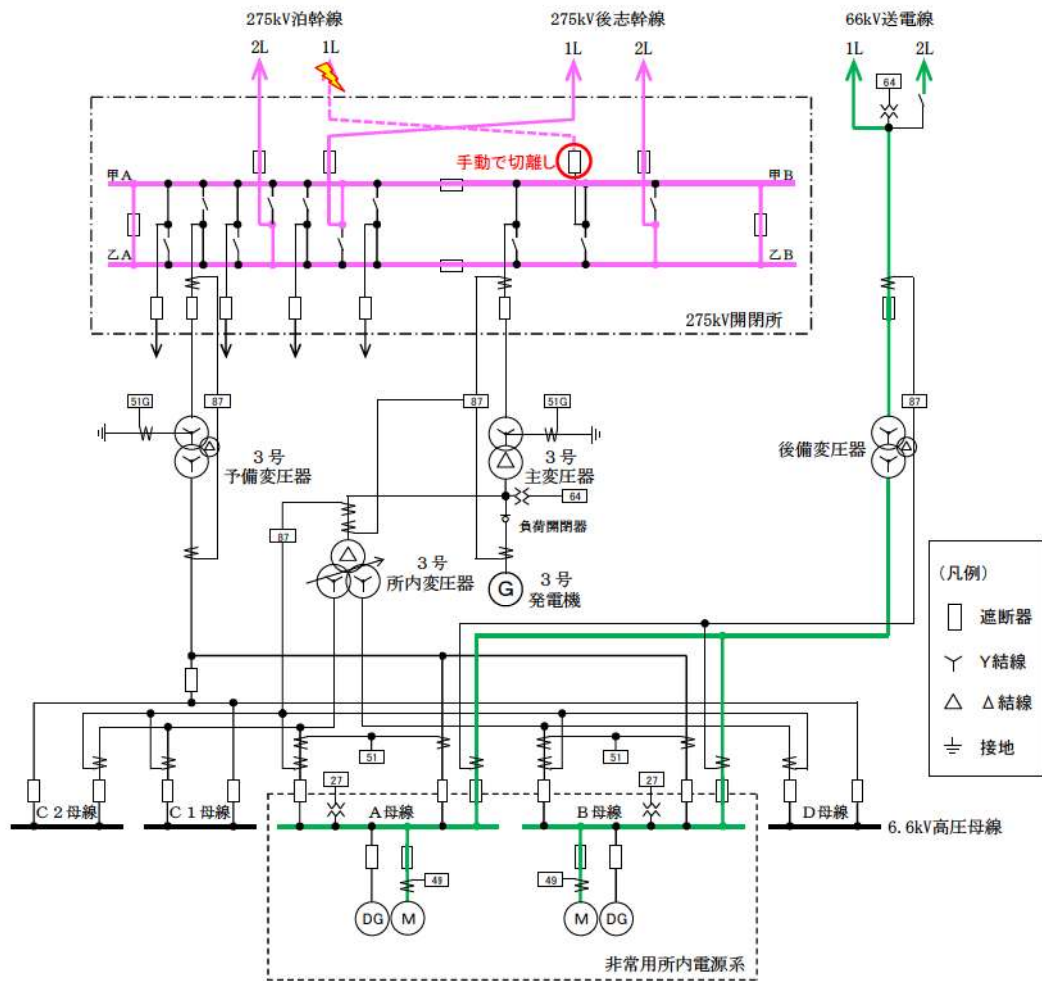 275kV泊幹線
275kV後志幹線
66kV送電線
2L
1L
1L
2L
1L
2L
64
手動で切離し
甲A
甲B
乙A
乙B
275kV開閉所
51G
87
87
51G
87
3号
予備変圧器
3号
主変圧器
後備変圧器
64
87
負荷開閉器
3号
所内変圧器
G
3号
発電機
(凡例)
遮断器
Y結線
Δ結線
接地
51
51
27
27
C2母線
C1母線
A母線
B母線
D母線
6.6kV高圧母線
49
49
DG
M
M
DG
非常用所内電源系